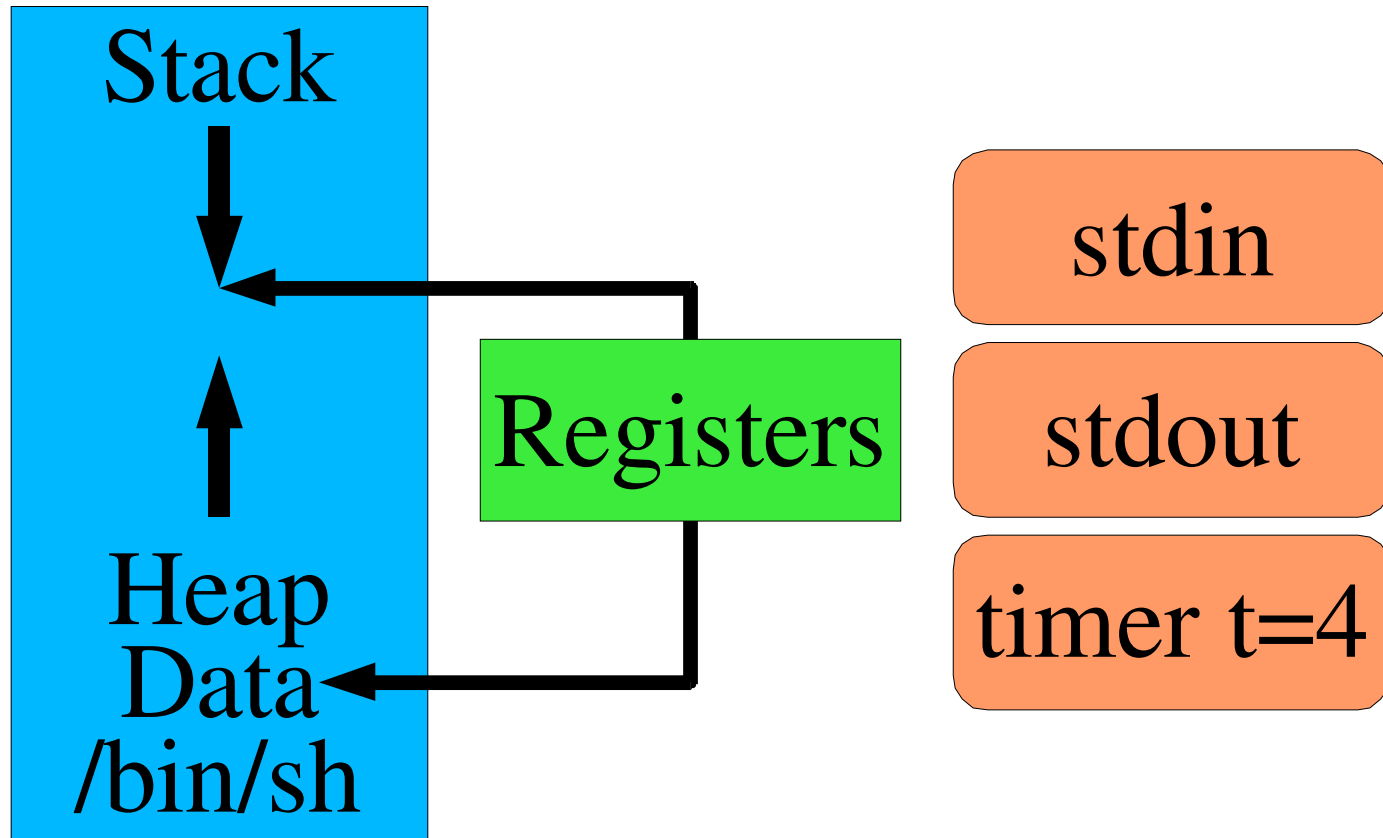 Stack
Heap
Data
/bin/sh
Registers
stdin
stdout
timer t=4